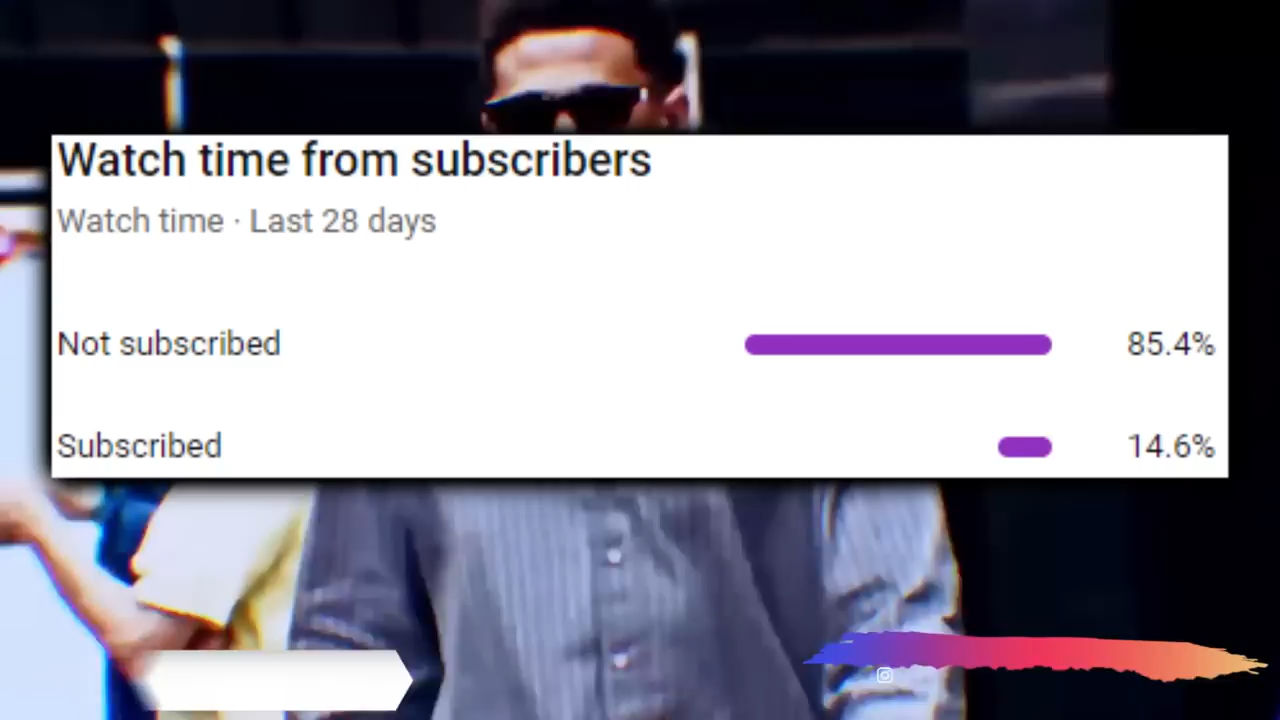 Watch time from subscribers
Watch time · Last 28 days
Not subscribed 85.4%
Subscribed 14.6%